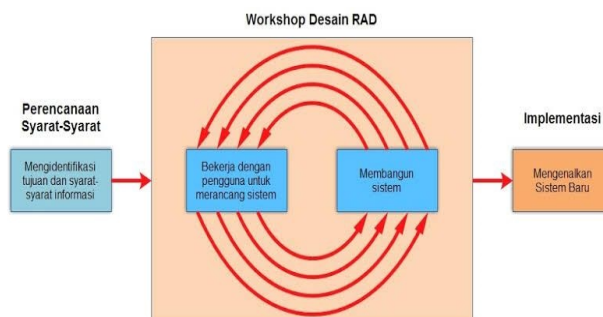 Workshop Desain RAD
Perencanaan
Syarat-Syarat
Mengidentifikasi
tujuan dan syarat-
syarat informasi
Bekerja dengan
pengguna untuk
merancang sistem
Membangun
sistem
Implementasi
Mengenalkan
Sistem Baru